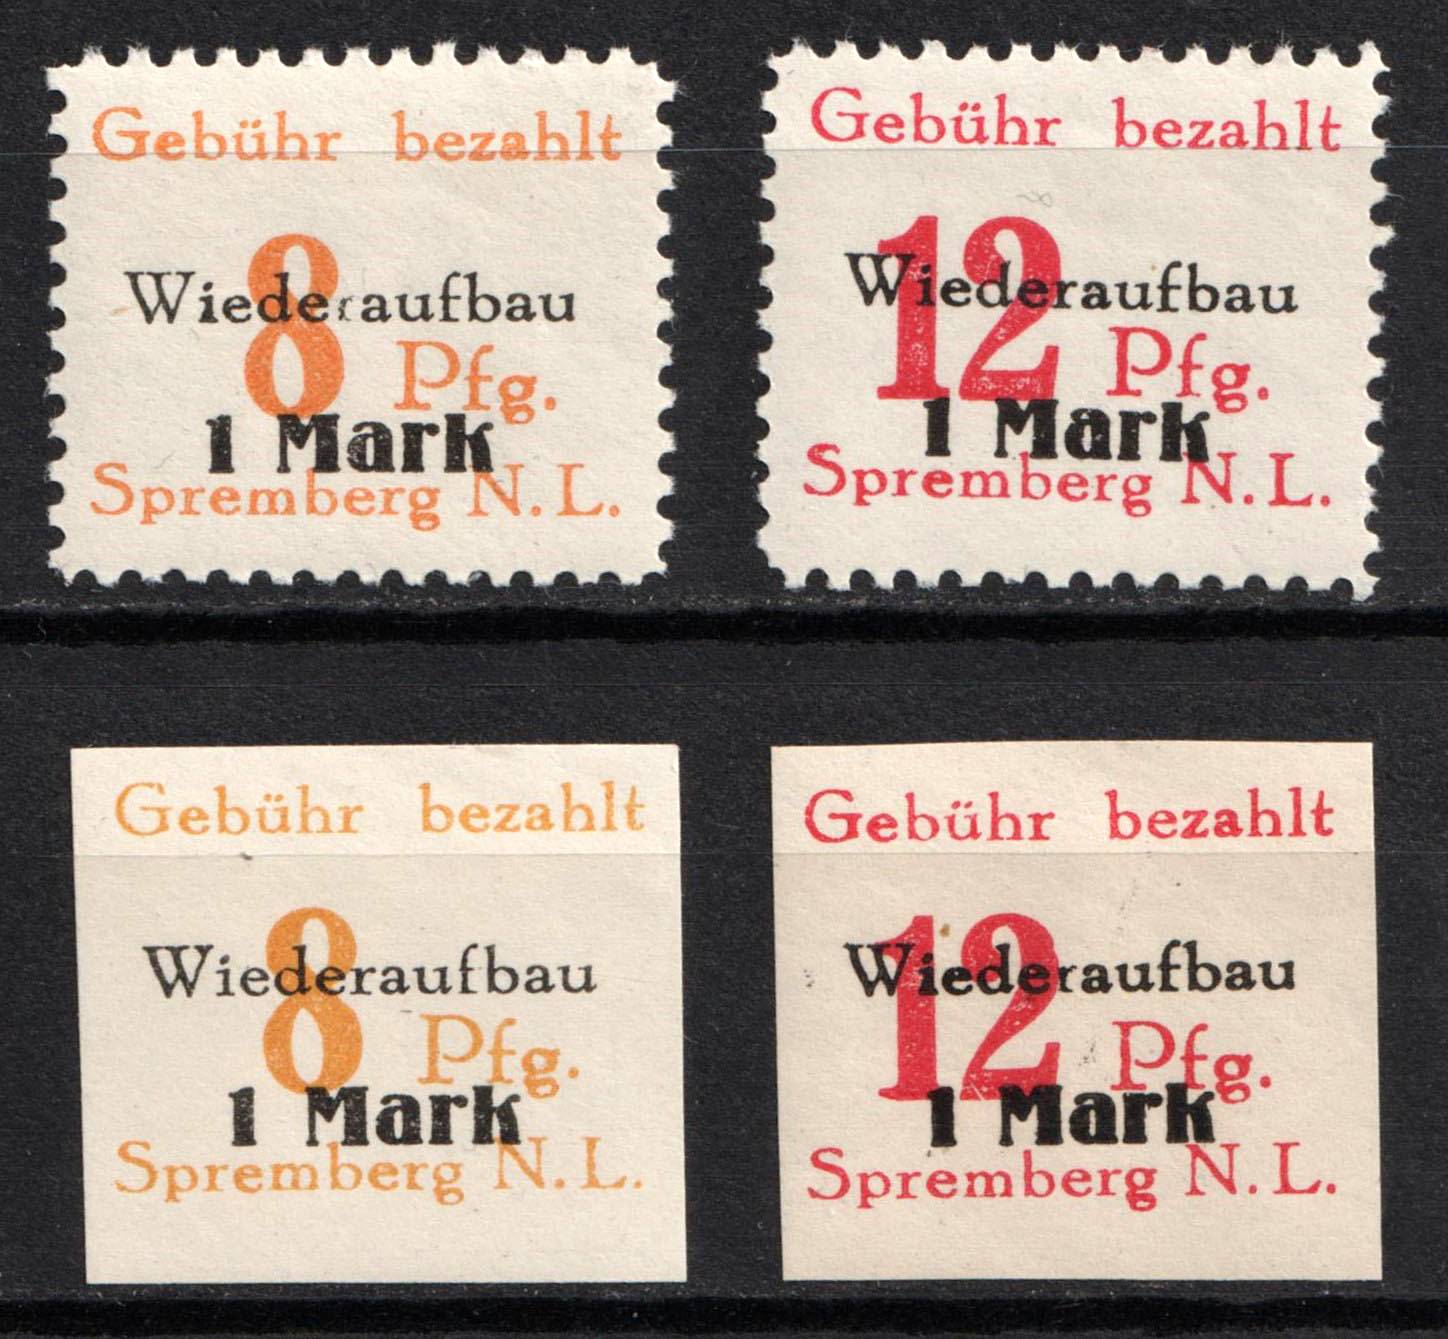 Gebühr bezahlt
8
Wiederaufbau
Pfg.
1 Mark
Spremberg N.L.
Gebühr bezahlt
12
Wiederaufbau
Pfg.
1 Mark
Spremberg N.L.
Gebühr bezahlt
8
Wiederaufbau
Pfg.
1 Mark
Spremberg N.L.
Gebühr bezahlt
12
Wiederaufbau
Pfg.
1 Mark
Spremberg N.L.